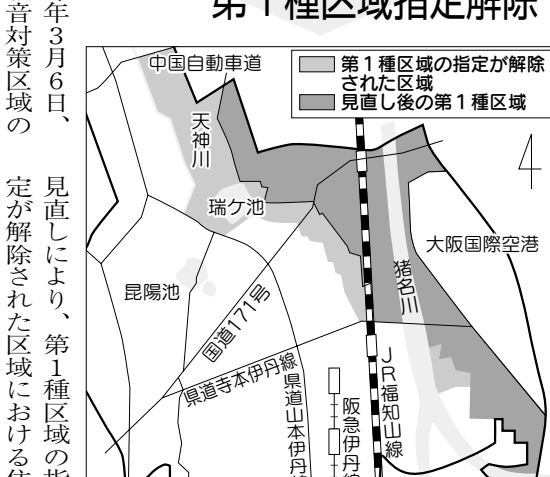 第1種区域指定解除
年3月6日、
音対策区域の
見直しにより、第1種区域の指
定が解除された区域における
第1種区域の指定が解除
された区域
見直し後の第1種区域
中国自動車道
天神川
瑞ケ池
昆陽池
国道171号
県道寺本伊丹線
県道山本伊丹
阪急伊丹
JR福知山線
猪名川
大阪国際空港
4